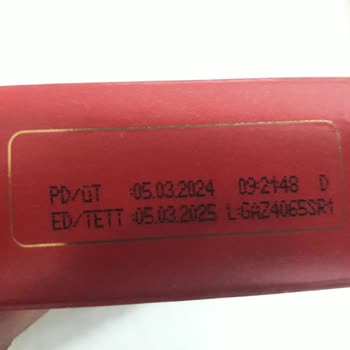 PD/ÜT :05.03.2024 09:21:48 D
ED/TETT :05.03.2025 L:GAZ4065SR1